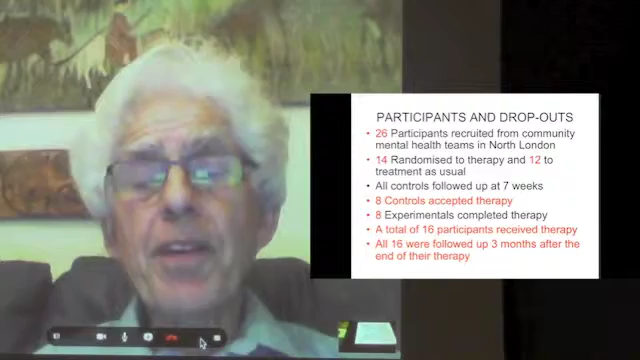 PARTICIPANTS AND DROP-OUTS
• 26 Participants recruited from community
mental health teams in North London
• 14 Randomised to therapy and 12 to
treatment as usual
• All controls followed up at 7 weeks
• 8 Controls accepted therapy
• 8 Experimentals completed therapy
• A total of 16 participants received therapy
• All 16 were followed up 3 months after the
end of their therapy